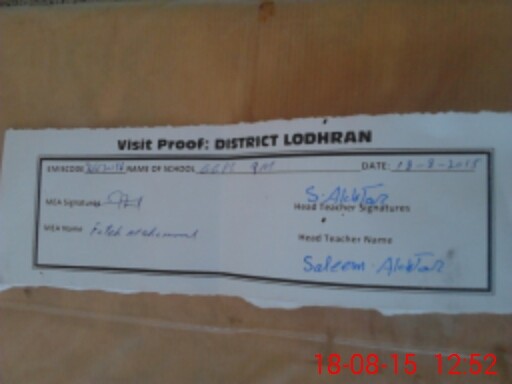 Visit Proof: DISTRICT LODHRAN
EMISCODE NAME OF SCHOOL DATE: 18-8-2015
MEA Signatures S.Akhtar
Head Teacher Signatures
MEA Name
Head Teacher Name
Saleem Akhtar
18-08-15 12:52